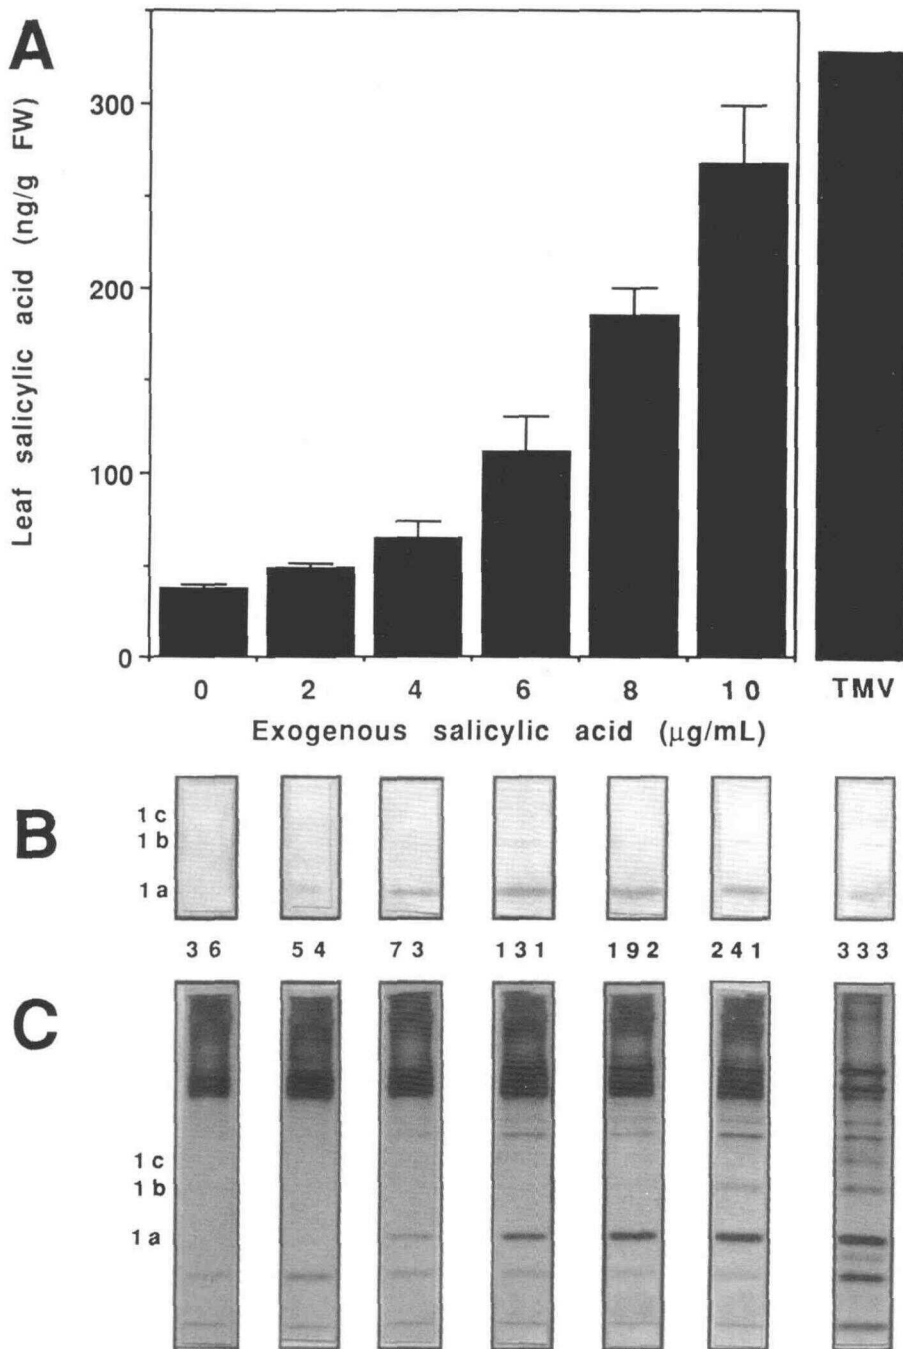 A
Leaf salicylic acid (ng/g FW)
300
200
100
0
0 2 4 6 8 10 TMV
Exogenous salicylic acid (µg/mL)
B
1c
1b
1a
36 54 73 131 192 241 333
C
1c
1b
1a